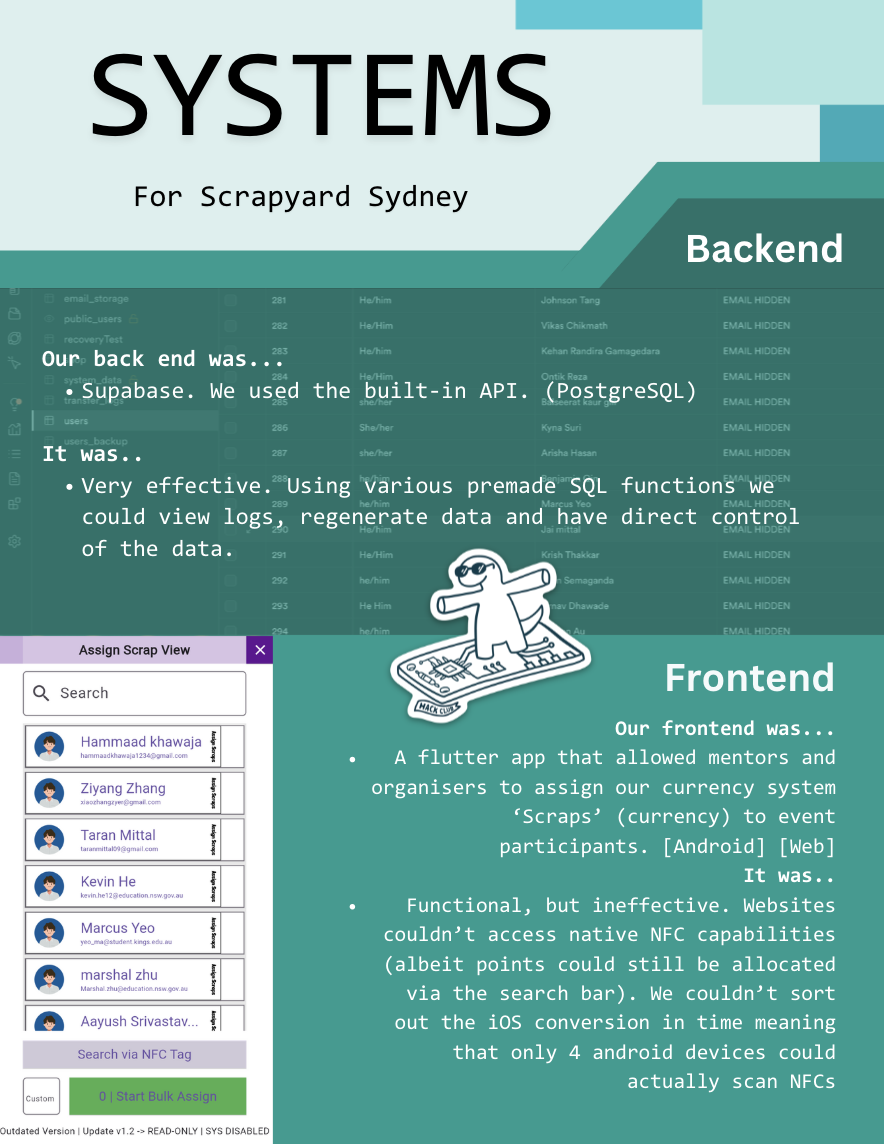 SYSTEMS
For Scrapyard Sydney
Backend
email_storage
public_users
recoveryTest
system_data
transfer_logs
users
users_backup
281 He/him Johnson Tang EMAIL HIDDEN
282 He/Him Vikas Chikmath EMAIL HIDDEN
283 He/him Kehan Randira Gamagedara EMAIL HIDDEN
284 He/Him Ontik Reza EMAIL HIDDEN
285 she/her EMAIL HIDDEN
286 She/her Kyna Suri EMAIL HIDDEN
287 she/her Arisha Hasan EMAIL HIDDEN
288 he/him EMAIL HIDDEN
289 he/him Marcus Yeo EMAIL HIDDEN
290 He/him Jai mittal EMAIL HIDDEN
291 He/Him Krish Thakkar EMAIL HIDDEN
292 he/him Semaganda EMAIL HIDDEN
293 He Him Dhawade EMAIL HIDDEN
294 he/him Au EMAIL HIDDEN
Our back end was...
• Supabase. We used the built-in API. (PostgreSQL)
It was..
• Very effective. Using various premade SQL functions we
could view logs, regenerate data and have direct control
of the data.
HACK CLUB
Assign Scrap View
Search
Hammaad khawaja
hammaadkhawaja1234@gmail.com
Assign Scraps
Ziyang Zhang
xiaozhangzyer@gmail.com
Assign Scraps
Taran Mittal
taranmittal09@gmail.com
Assign Scraps
Kevin He
kevin.he12@education.nsw.gov.au
Assign Scraps
Marcus Yeo
yeo_ma@student.kings.edu.au
Assign Scraps
marshal zhu
Marshal.zhu@education.nsw.gov.au
Assign Scraps
Aayush Srivastav...
Search via NFC Tag
Custom
0 | Start Bulk Assign
Outdated Version | Update v1.2 -> READ-ONLY | SYS DISABLED
Frontend
Our frontend was...
• A flutter app that allowed mentors and
organisers to assign our currency system
‘Scraps’ (currency) to event
participants. [Android] [Web]
It was..
• Functional, but ineffective. Websites
couldn’t access native NFC capabilities
(albeit points could still be allocated
via the search bar). We couldn’t sort
out the iOS conversion in time meaning
that only 4 android devices could
actually scan NFCs